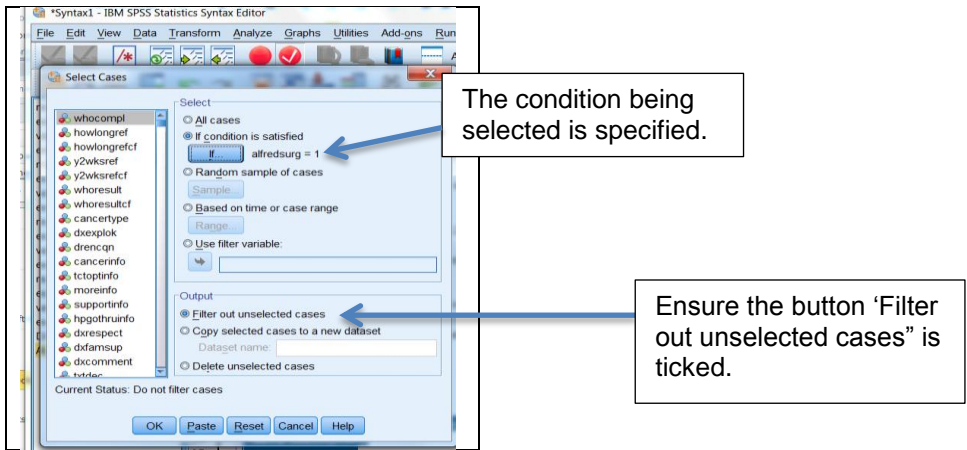 *Syntax1 - IBM SPSS Statistics Syntax Editor
File Edit View Data Transform Analyze Graphs Utilities Add-ons Run
Select Cases
whocompl
howlongref
howlongrefcf
y2wksref
y2wksrefcf
whoresult
whoresultcf
cancertype
dxexplok
drencqn
cancerinfo
tctoptinfo
moreinfo
supportinfo
hpgothruinfo
dxrespect
dxfamsup
dxcomment
txtdec
Select
All cases
If condition is satisfied
If... alfredsurg = 1
Random sample of cases
Sample...
Based on time or case range
Range...
Use filter variable:
Output
Filter out unselected cases
Copy selected cases to a new dataset
Dataset name:
Delete unselected cases
Current Status: Do not filter cases
OK Paste Reset Cancel Help
The condition being
selected is specified.
Ensure the button ‘Filter
out unselected cases” is
ticked.